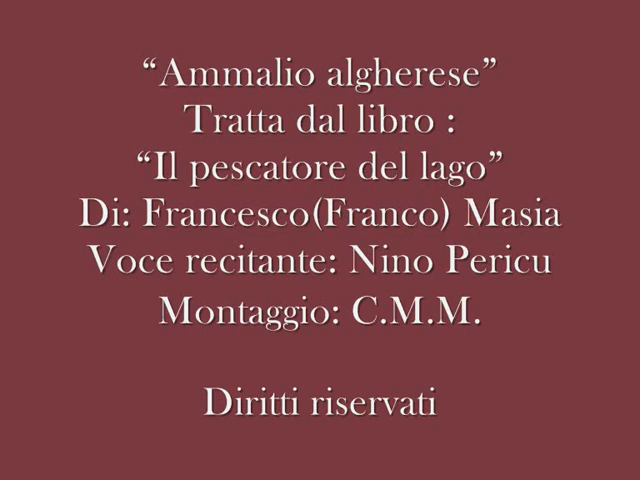 “Ammalio algherese”
Tratta dal libro :
“Il pescatore del lago”
Di: Francesco(Franco) Masia
Voce recitante: Nino Pericu
Montaggio: C.M.M.
Diritti riservati